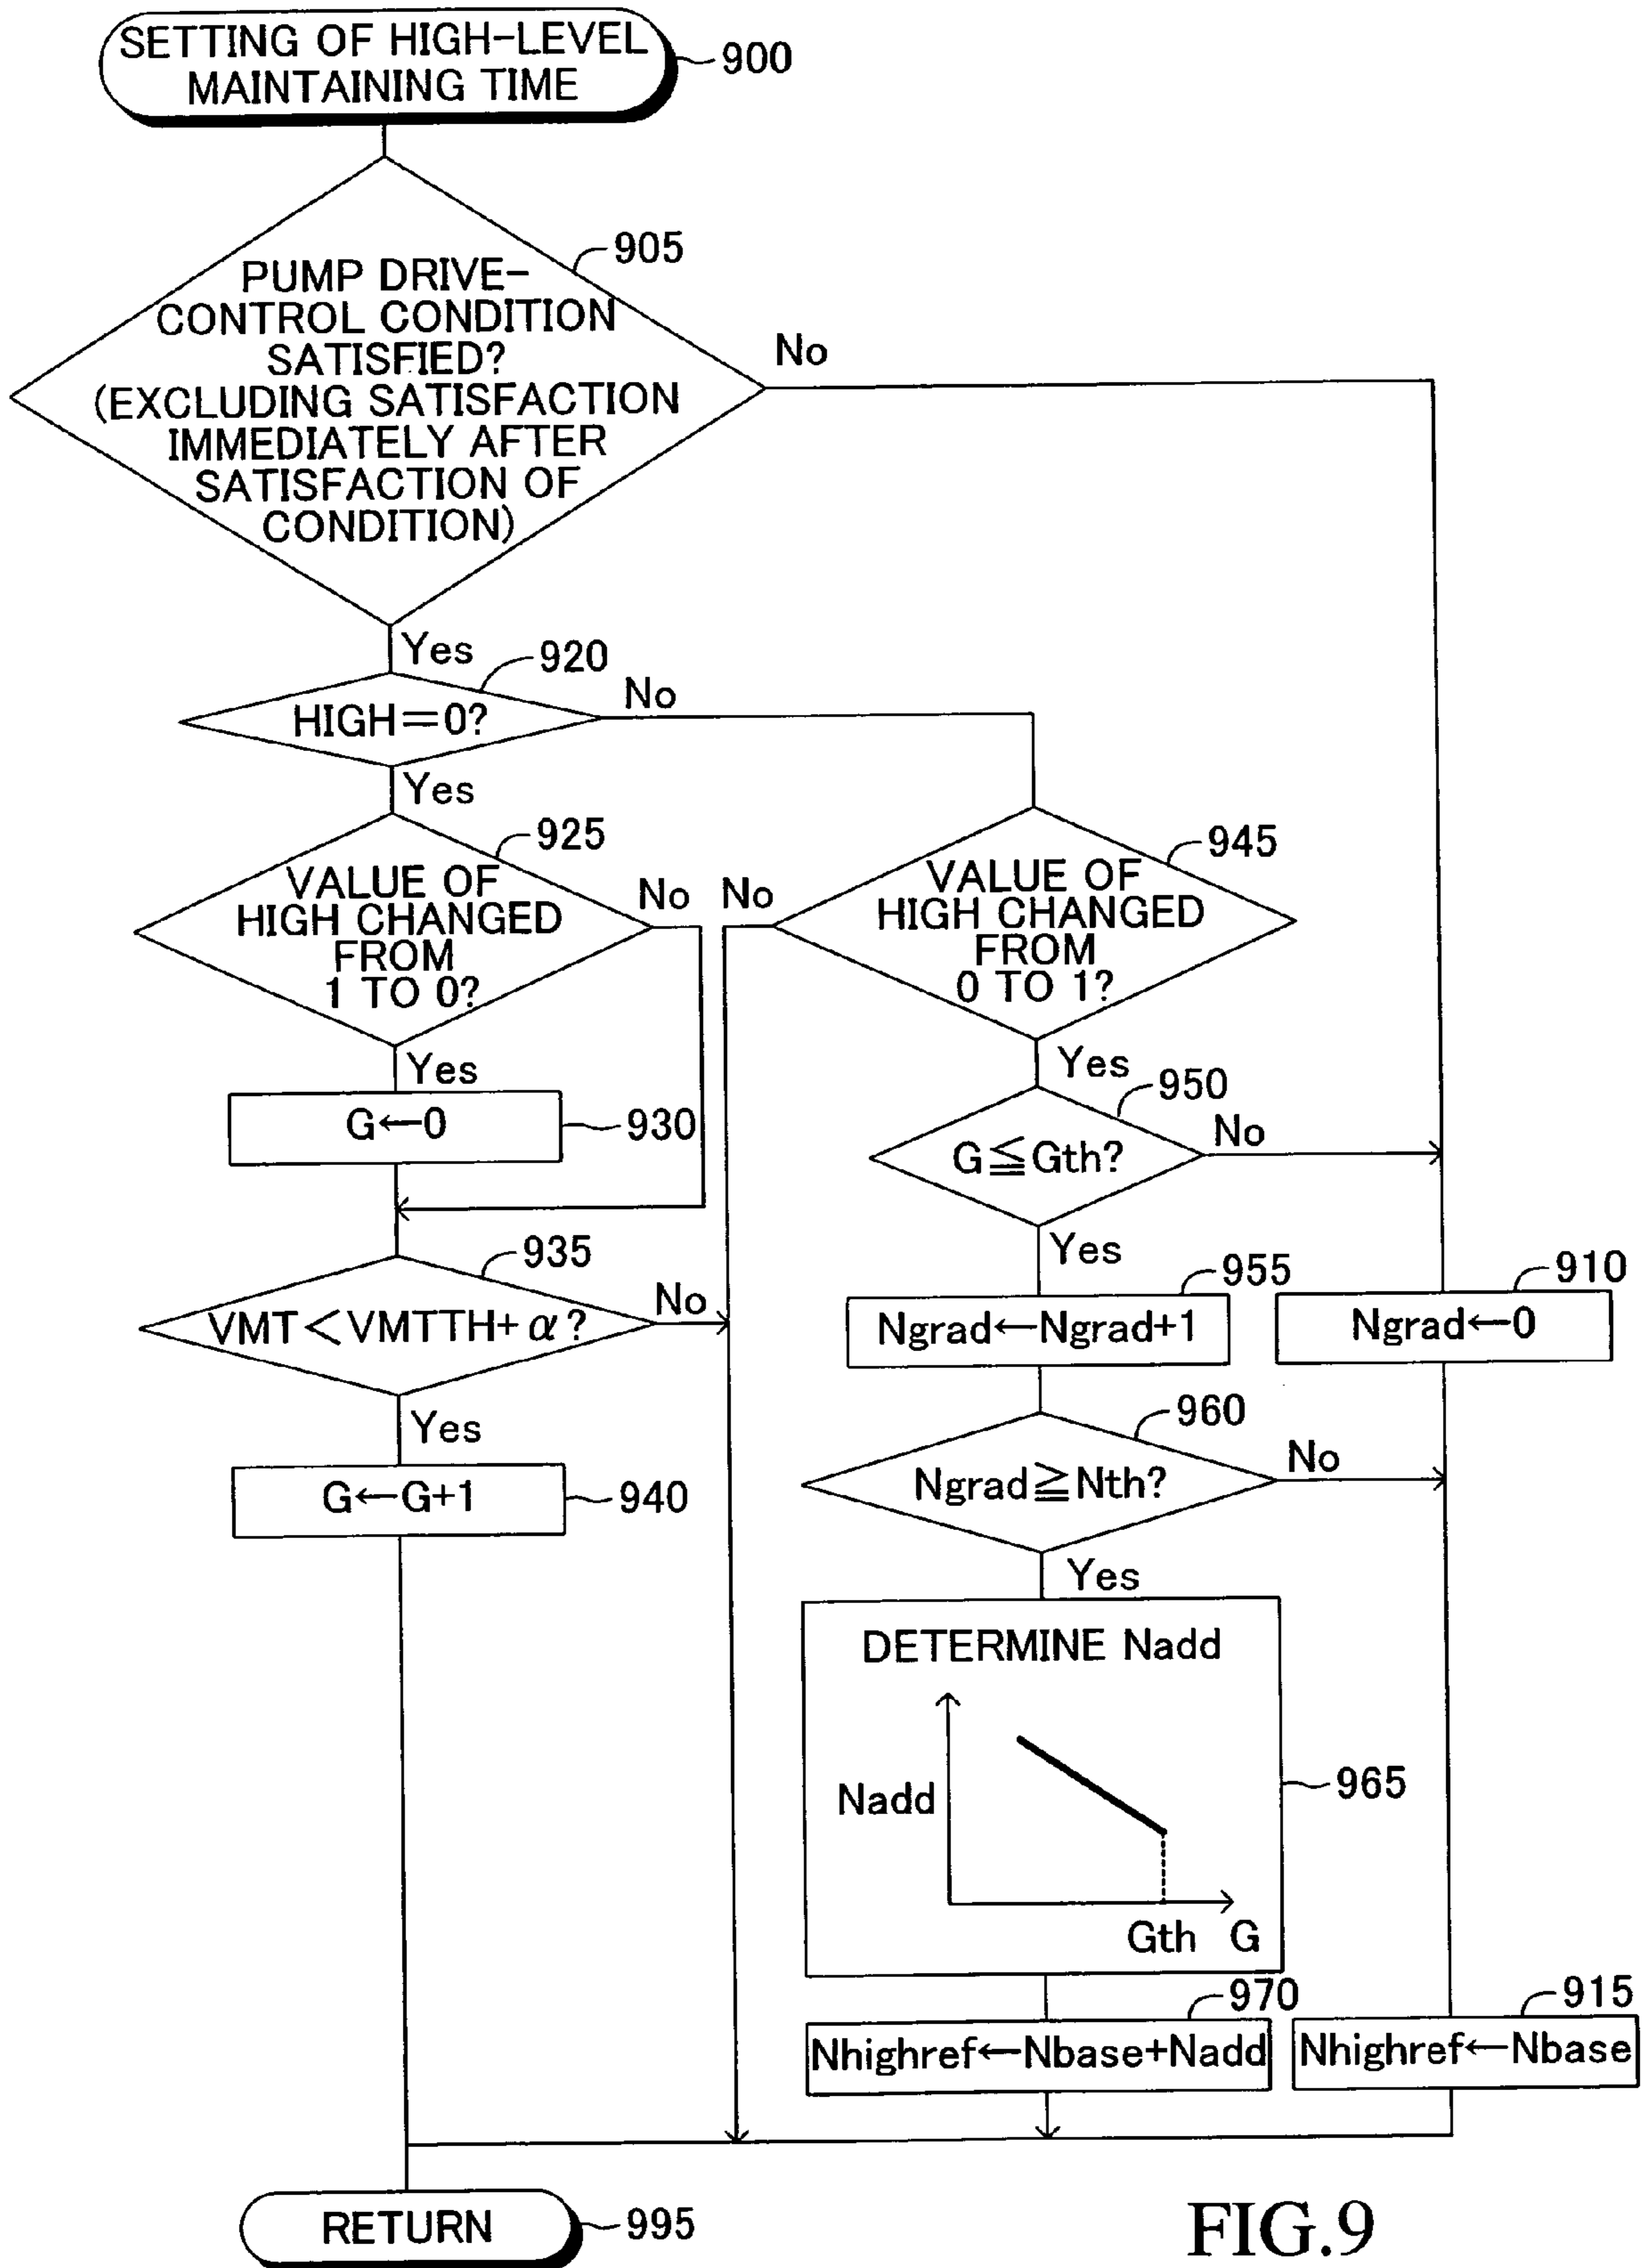 SETTING OF HIGH-LEVEL
MAINTAINING TIME
900
905
PUMP DRIVE-
CONTROL CONDITION
SATISFIED?
(EXCLUDING SATISFACTION
IMMEDIATELY AFTER
SATISFACTION OF
CONDITION)
No
Yes
920
HIGH=0?
No
Yes
925
VALUE OF
HIGH CHANGED
FROM
1 TO 0?
No
Yes
G←0
930
935
VMT<VMTTH+α?
No
Yes
G←G+1
940
945
VALUE OF
HIGH CHANGED
FROM
0 TO 1?
No
Yes
950
G≦Gth?
No
Yes
955
Ngrad←Ngrad+1
910
Ngrad←0
960
Ngrad≧Nth?
No
Yes
DETERMINE Nadd
Nadd
Gth G
965
970
Nhighref←Nbase+Nadd
915
Nhighref←Nbase
RETURN
995
FIG.9